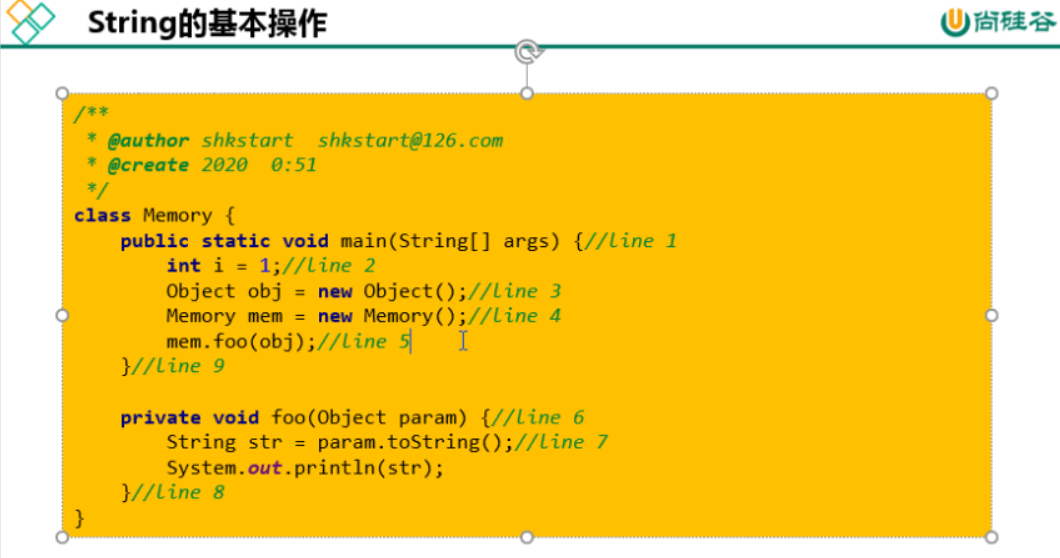 String的基本操作
尚硅谷
/**
 * @author shkstart  shkstart@126.com
 * @create 2020  0:51
 */
class Memory {
    public static void main(String[] args) {//line 1
        int i = 1;//line 2
        Object obj = new Object();//line 3
        Memory mem = new Memory();//line 4
        mem.foo(obj);//line 5
    }//line 9
    private void foo(Object param) {//line 6
        String str = param.toString();//line 7
        System.out.println(str);
    }//line 8
}